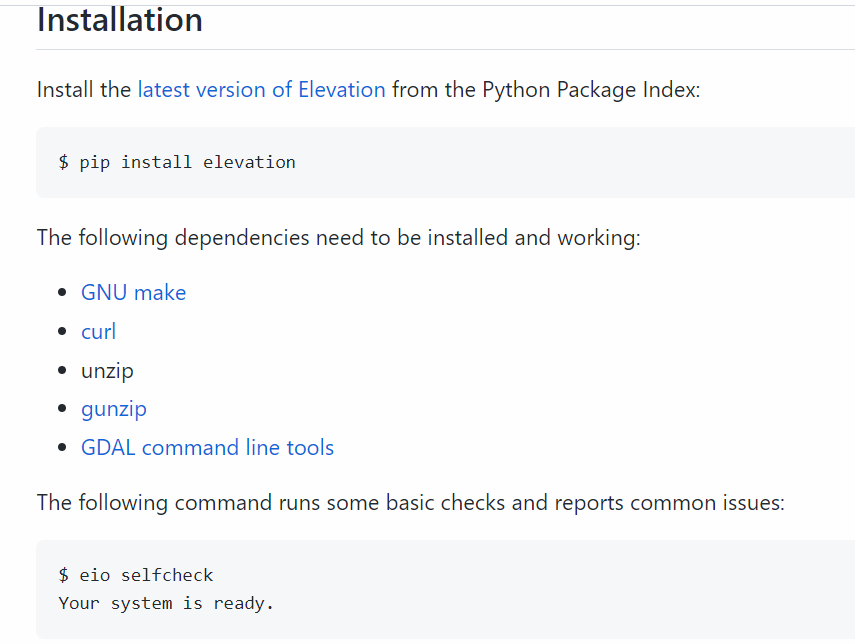 Installation
Install the latest version of Elevation from the Python Package Index:
$ pip install elevation
The following dependencies need to be installed and working:
GNU make
curl
unzip
gunzip
GDAL command line tools
The following command runs some basic checks and reports common issues:
$ eio selfcheck
Your system is ready.